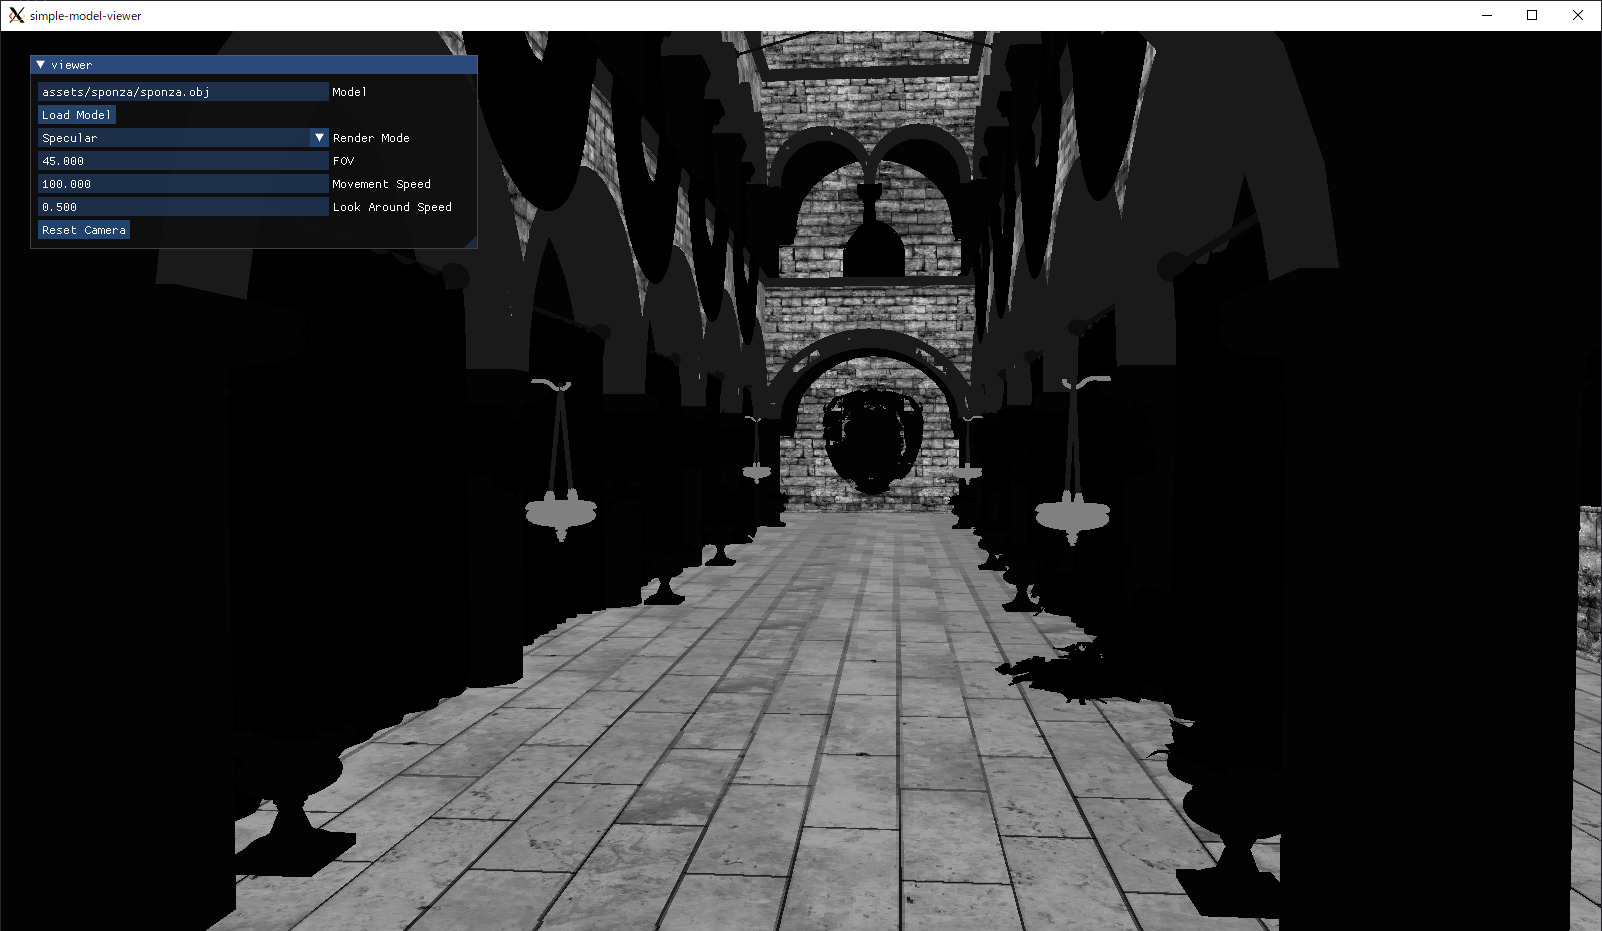 simple-model-viewer
viewer
assets/sponza/sponza.obj Model
Load Model
Specular Render Mode
45.000 FOV
100.000 Movement Speed
0.500 Look Around Speed
Reset Camera